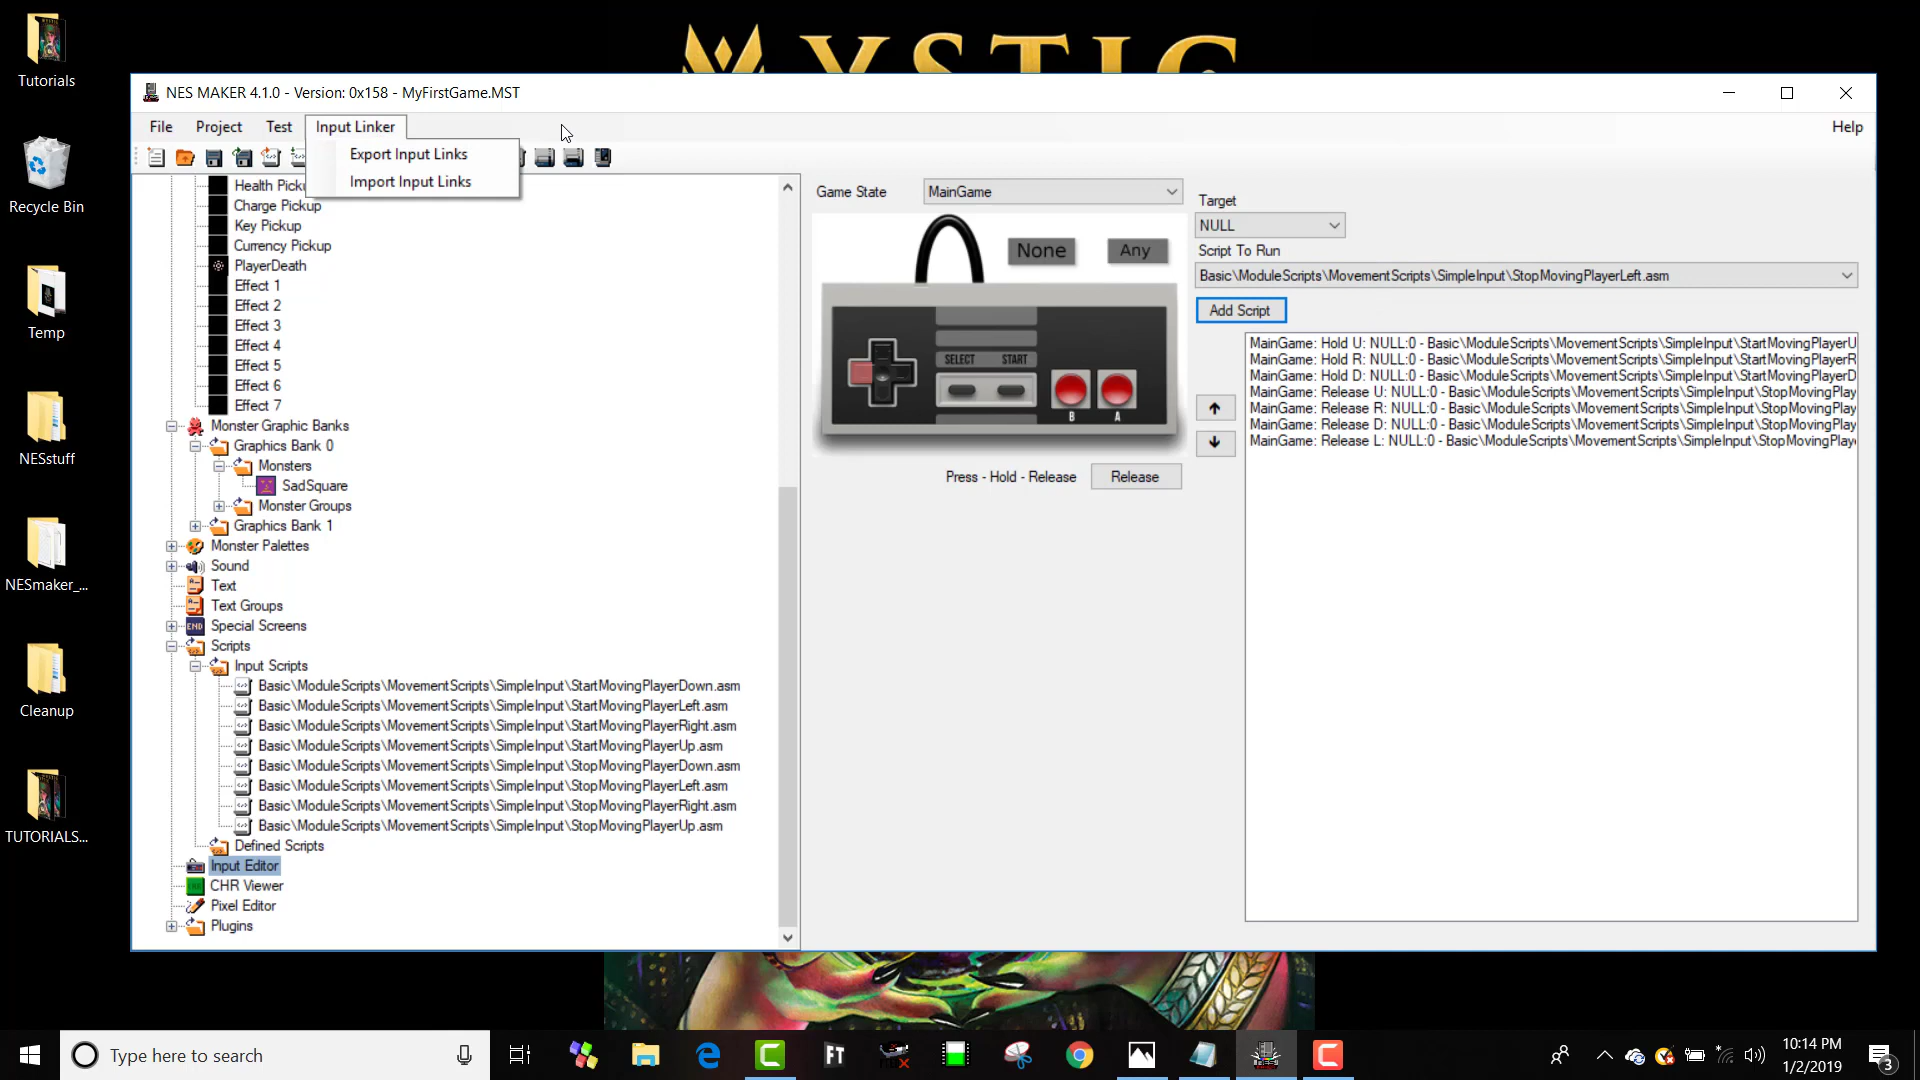 MYSTIC
Tutorials
Recycle Bin
Temp
NESstuff
NESmaker_...
Cleanup
TUTORIALS...
NES MAKER 4.1.0 - Version: 0x158 - MyFirstGame.MST
File Project Test Input Linker Help
Export Input Links
Import Input Links
Health Picku
Charge Pickup
Key Pickup
Currency Pickup
PlayerDeath
Effect 1
Effect 2
Effect 3
Effect 4
Effect 5
Effect 6
Effect 7
Monster Graphic Banks
Graphics Bank 0
Monsters
SadSquare
Monster Groups
Graphics Bank 1
Monster Palettes
Sound
Text
Text Groups
END Special Screens
Scripts
Input Scripts
Basic\ModuleScripts\MovementScripts\SimpleInput\StartMovingPlayerDown.asm
Basic\ModuleScripts\MovementScripts\SimpleInput\StartMovingPlayerLeft.asm
Basic\ModuleScripts\MovementScripts\SimpleInput\StartMovingPlayerRight.asm
Basic\ModuleScripts\MovementScripts\SimpleInput\StartMovingPlayerUp.asm
Basic\ModuleScripts\MovementScripts\SimpleInput\StopMovingPlayerDown.asm
Basic\ModuleScripts\MovementScripts\SimpleInput\StopMovingPlayerLeft.asm
Basic\ModuleScripts\MovementScripts\SimpleInput\StopMovingPlayerRight.asm
Basic\ModuleScripts\MovementScripts\SimpleInput\StopMovingPlayerUp.asm
Defined Scripts
Input Editor
CHR Viewer
Pixel Editor
Plugins
Game State MainGame
None Any
SELECT START
B A
Press - Hold - Release Release
Target
NULL
Script To Run
Basic\ModuleScripts\MovementScripts\SimpleInput\StopMovingPlayerLeft.asm
Add Script
MainGame: Hold U: NULL:0 - Basic\ModuleScripts\MovementScripts\SimpleInput\StartMovingPlayerU
MainGame: Hold R: NULL:0 - Basic\ModuleScripts\MovementScripts\SimpleInput\StartMovingPlayerR
MainGame: Hold D: NULL:0 - Basic\ModuleScripts\MovementScripts\SimpleInput\StartMovingPlayerD
MainGame: Release U: NULL:0 - Basic\ModuleScripts\MovementScripts\SimpleInput\StopMovingPlay
MainGame: Release R: NULL:0 - Basic\ModuleScripts\MovementScripts\SimpleInput\StopMovingPlay
MainGame: Release D: NULL:0 - Basic\ModuleScripts\MovementScripts\SimpleInput\StopMovingPlay
MainGame: Release L: NULL:0 - Basic\ModuleScripts\MovementScripts\SimpleInput\StopMovingPlaye
Type here to search
FT
10:14 PM
1/2/2019
3